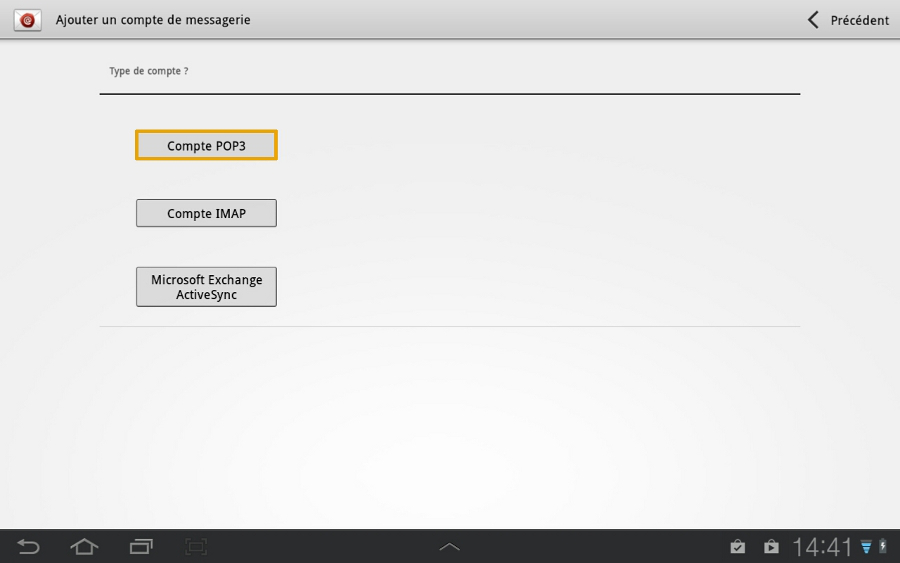 Ajouter un compte de messagerie
Précédent
Type de compte ?
Compte POP3
Compte IMAP
Microsoft Exchange
ActiveSync
14:41